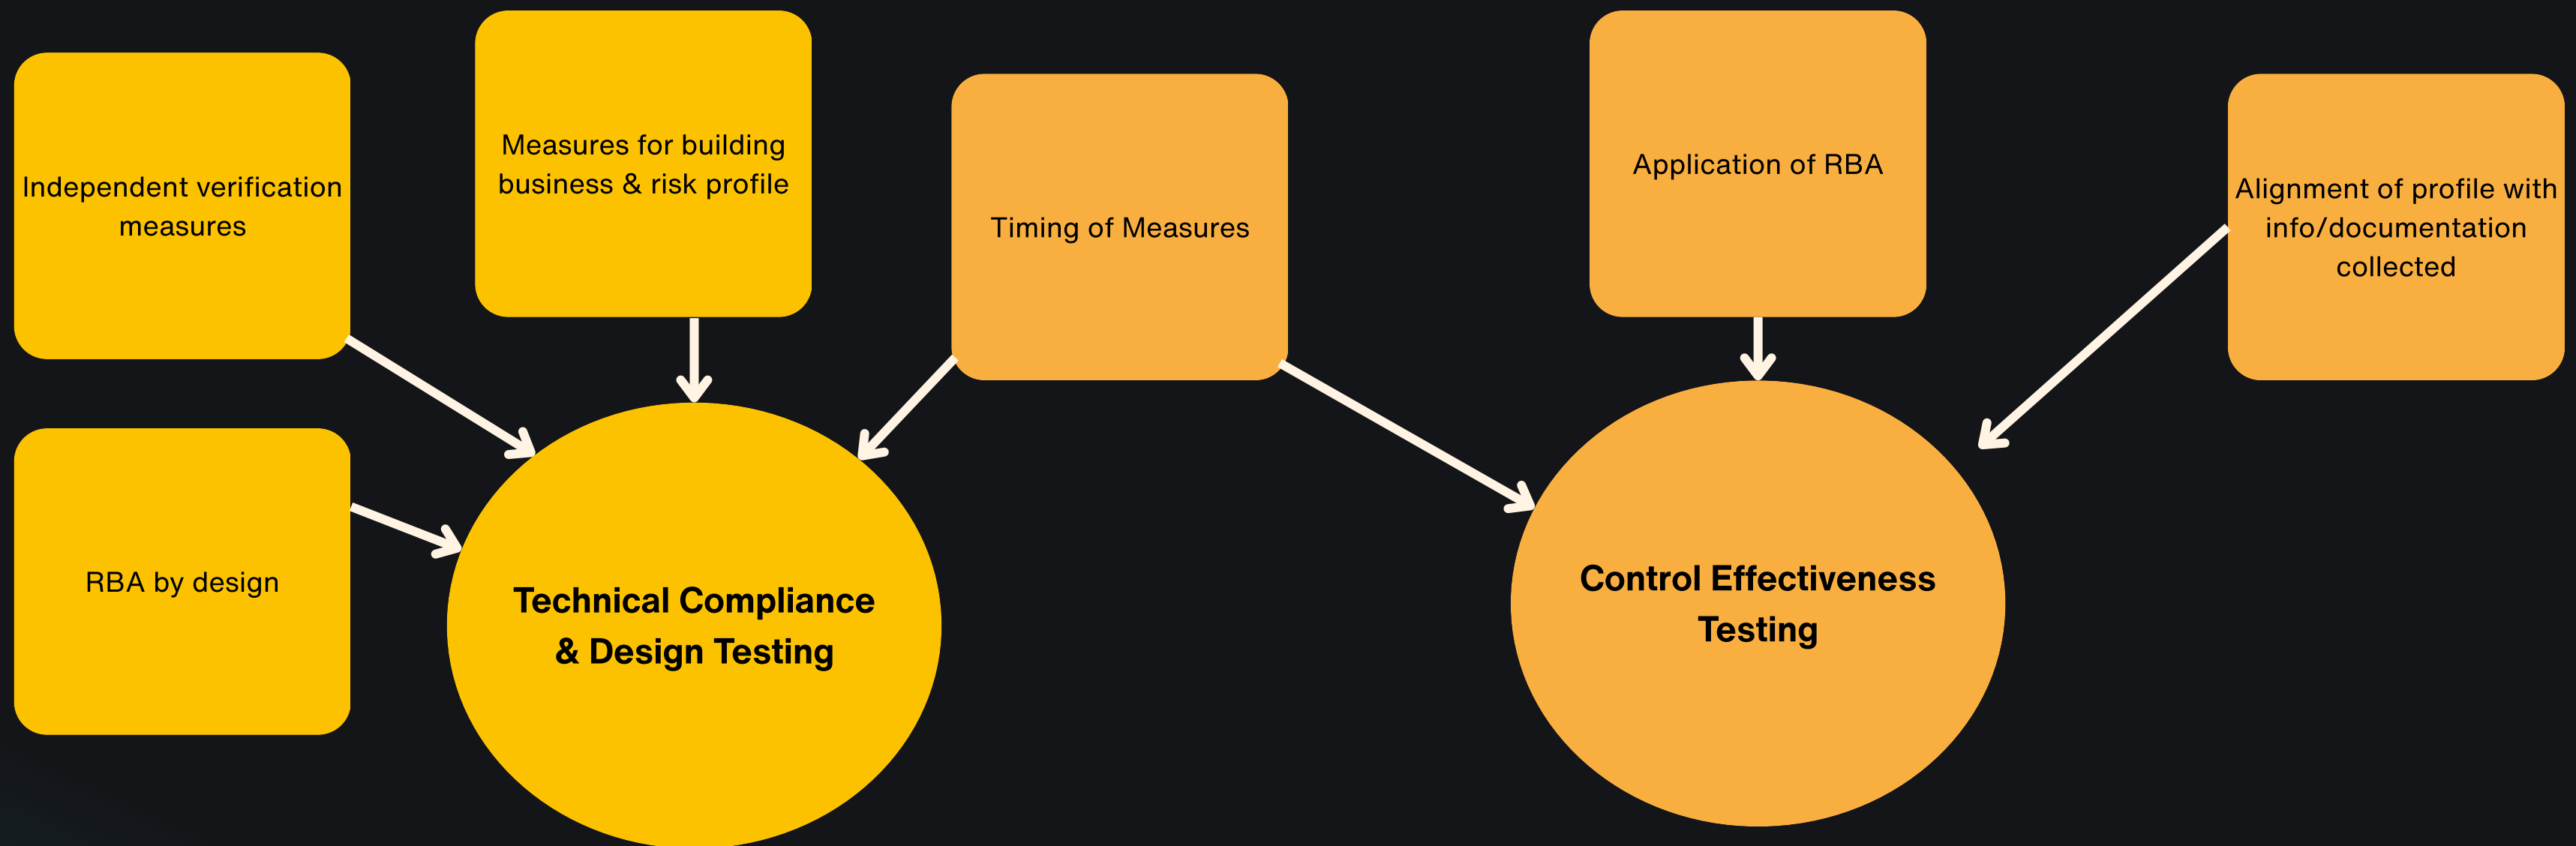 Independent verification
measures
Measures for building
business & risk profile
Timing of Measures
Application of RBA
Alignment of profile with
info/documentation
collected
RBA by design
Technical Compliance
& Design Testing
Control Effectiveness
Testing